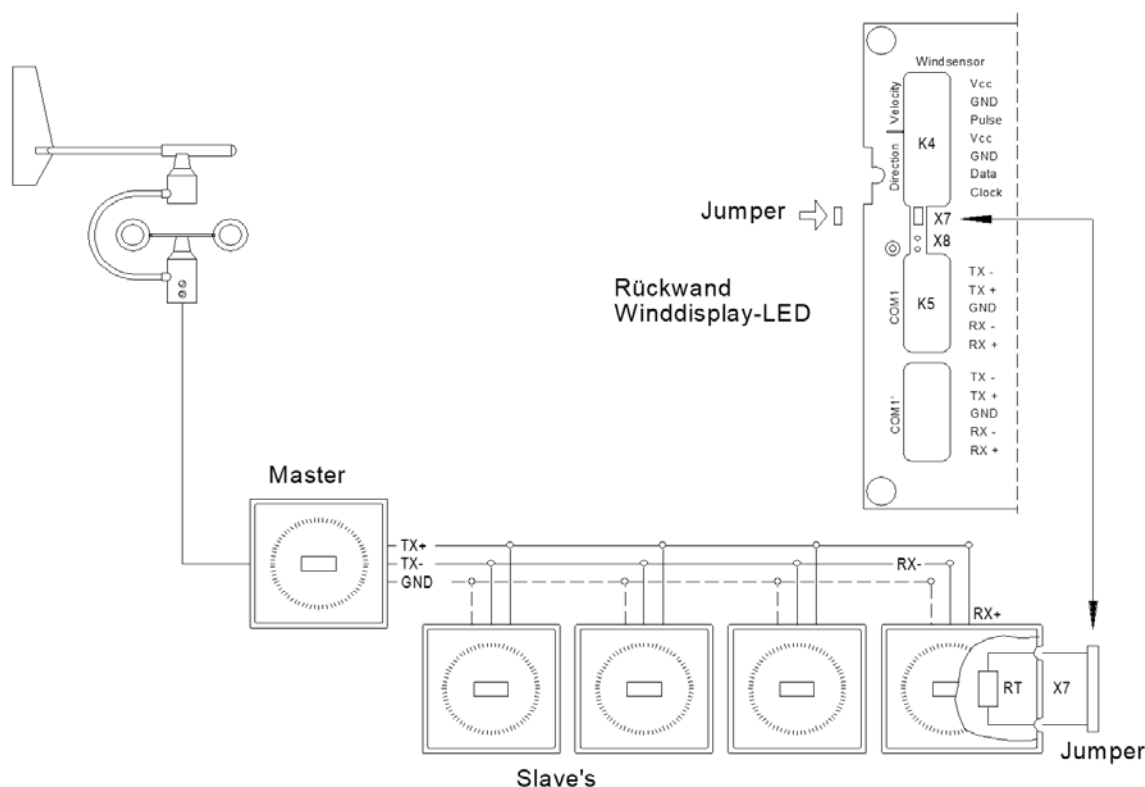 Windsensor
Velocity
Direction
K4
Vcc
GND
Pulse
Vcc
GND
Data
Clock
Jumper
X7
X8
Rückwand
Winddisplay-LED
COM1
K5
TX -
TX +
GND
RX -
RX +
COM1'
TX -
TX +
GND
RX -
RX +
Master
TX+
TX-
GND
RX-
RX+
RT
X7
Jumper
Slave's